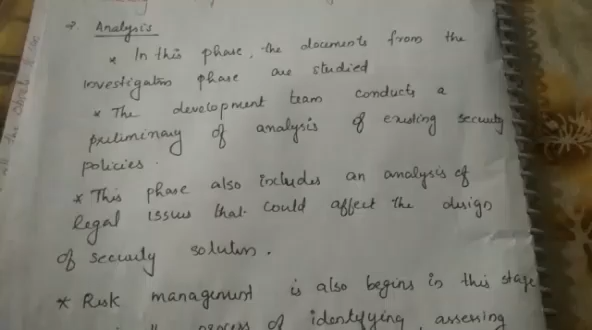 2. Analysis
* In this phase, the documents from the
investigation phase are studied
* The development team conducts a
preliminary of analysis of existing security
policies.
* This phase also includes an analysis of
legal issues that could affect the design
of security solution.
* Risk management is also begins in this stage
process of identifying, assessing